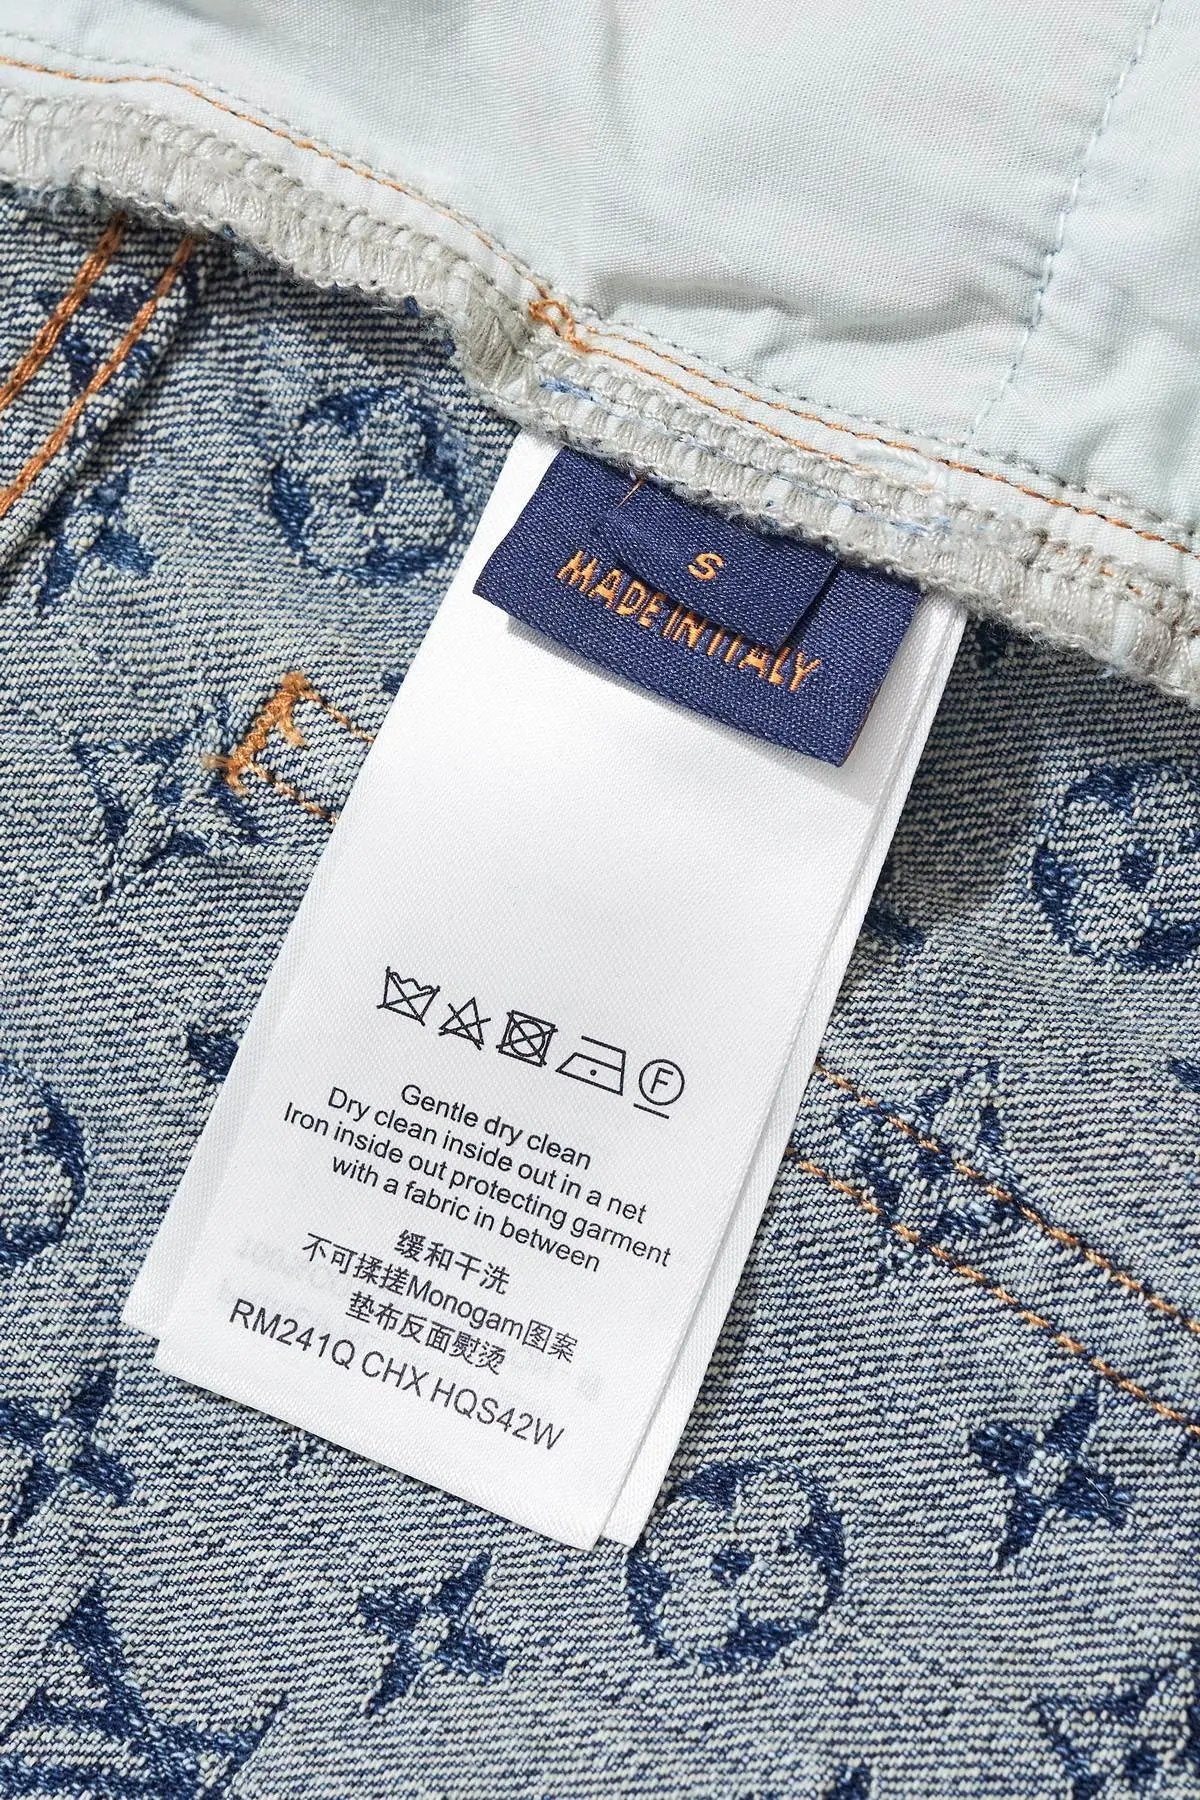 S
MADE IN ITALY
F
Gentle dry clean
Dry clean inside out in a net
Iron inside out protecting garment
with a fabric in between
缓和干洗
不可揉搓Monogam图案
垫布反面熨烫
RM241Q CHX HQS42W